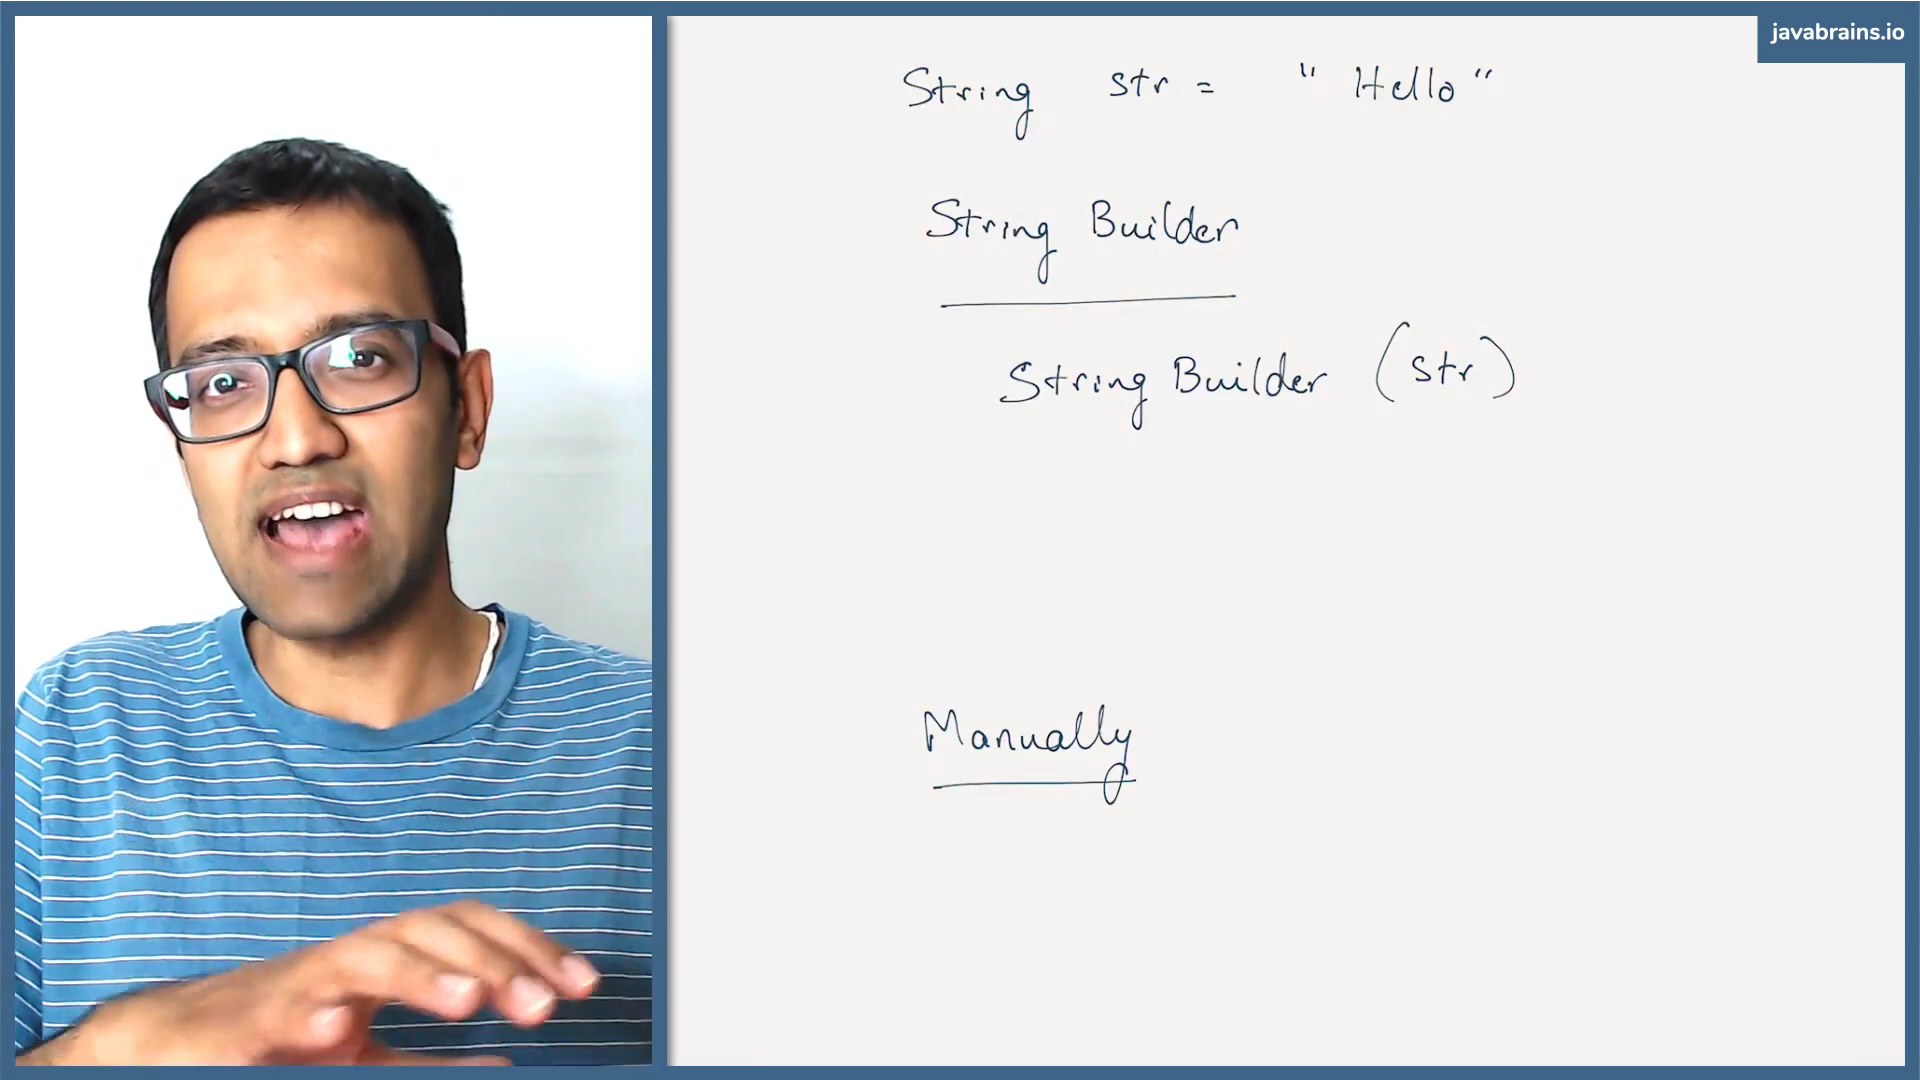 javabrains.io
String str = "Hello"
String Builder
String Builder (str)
Manually